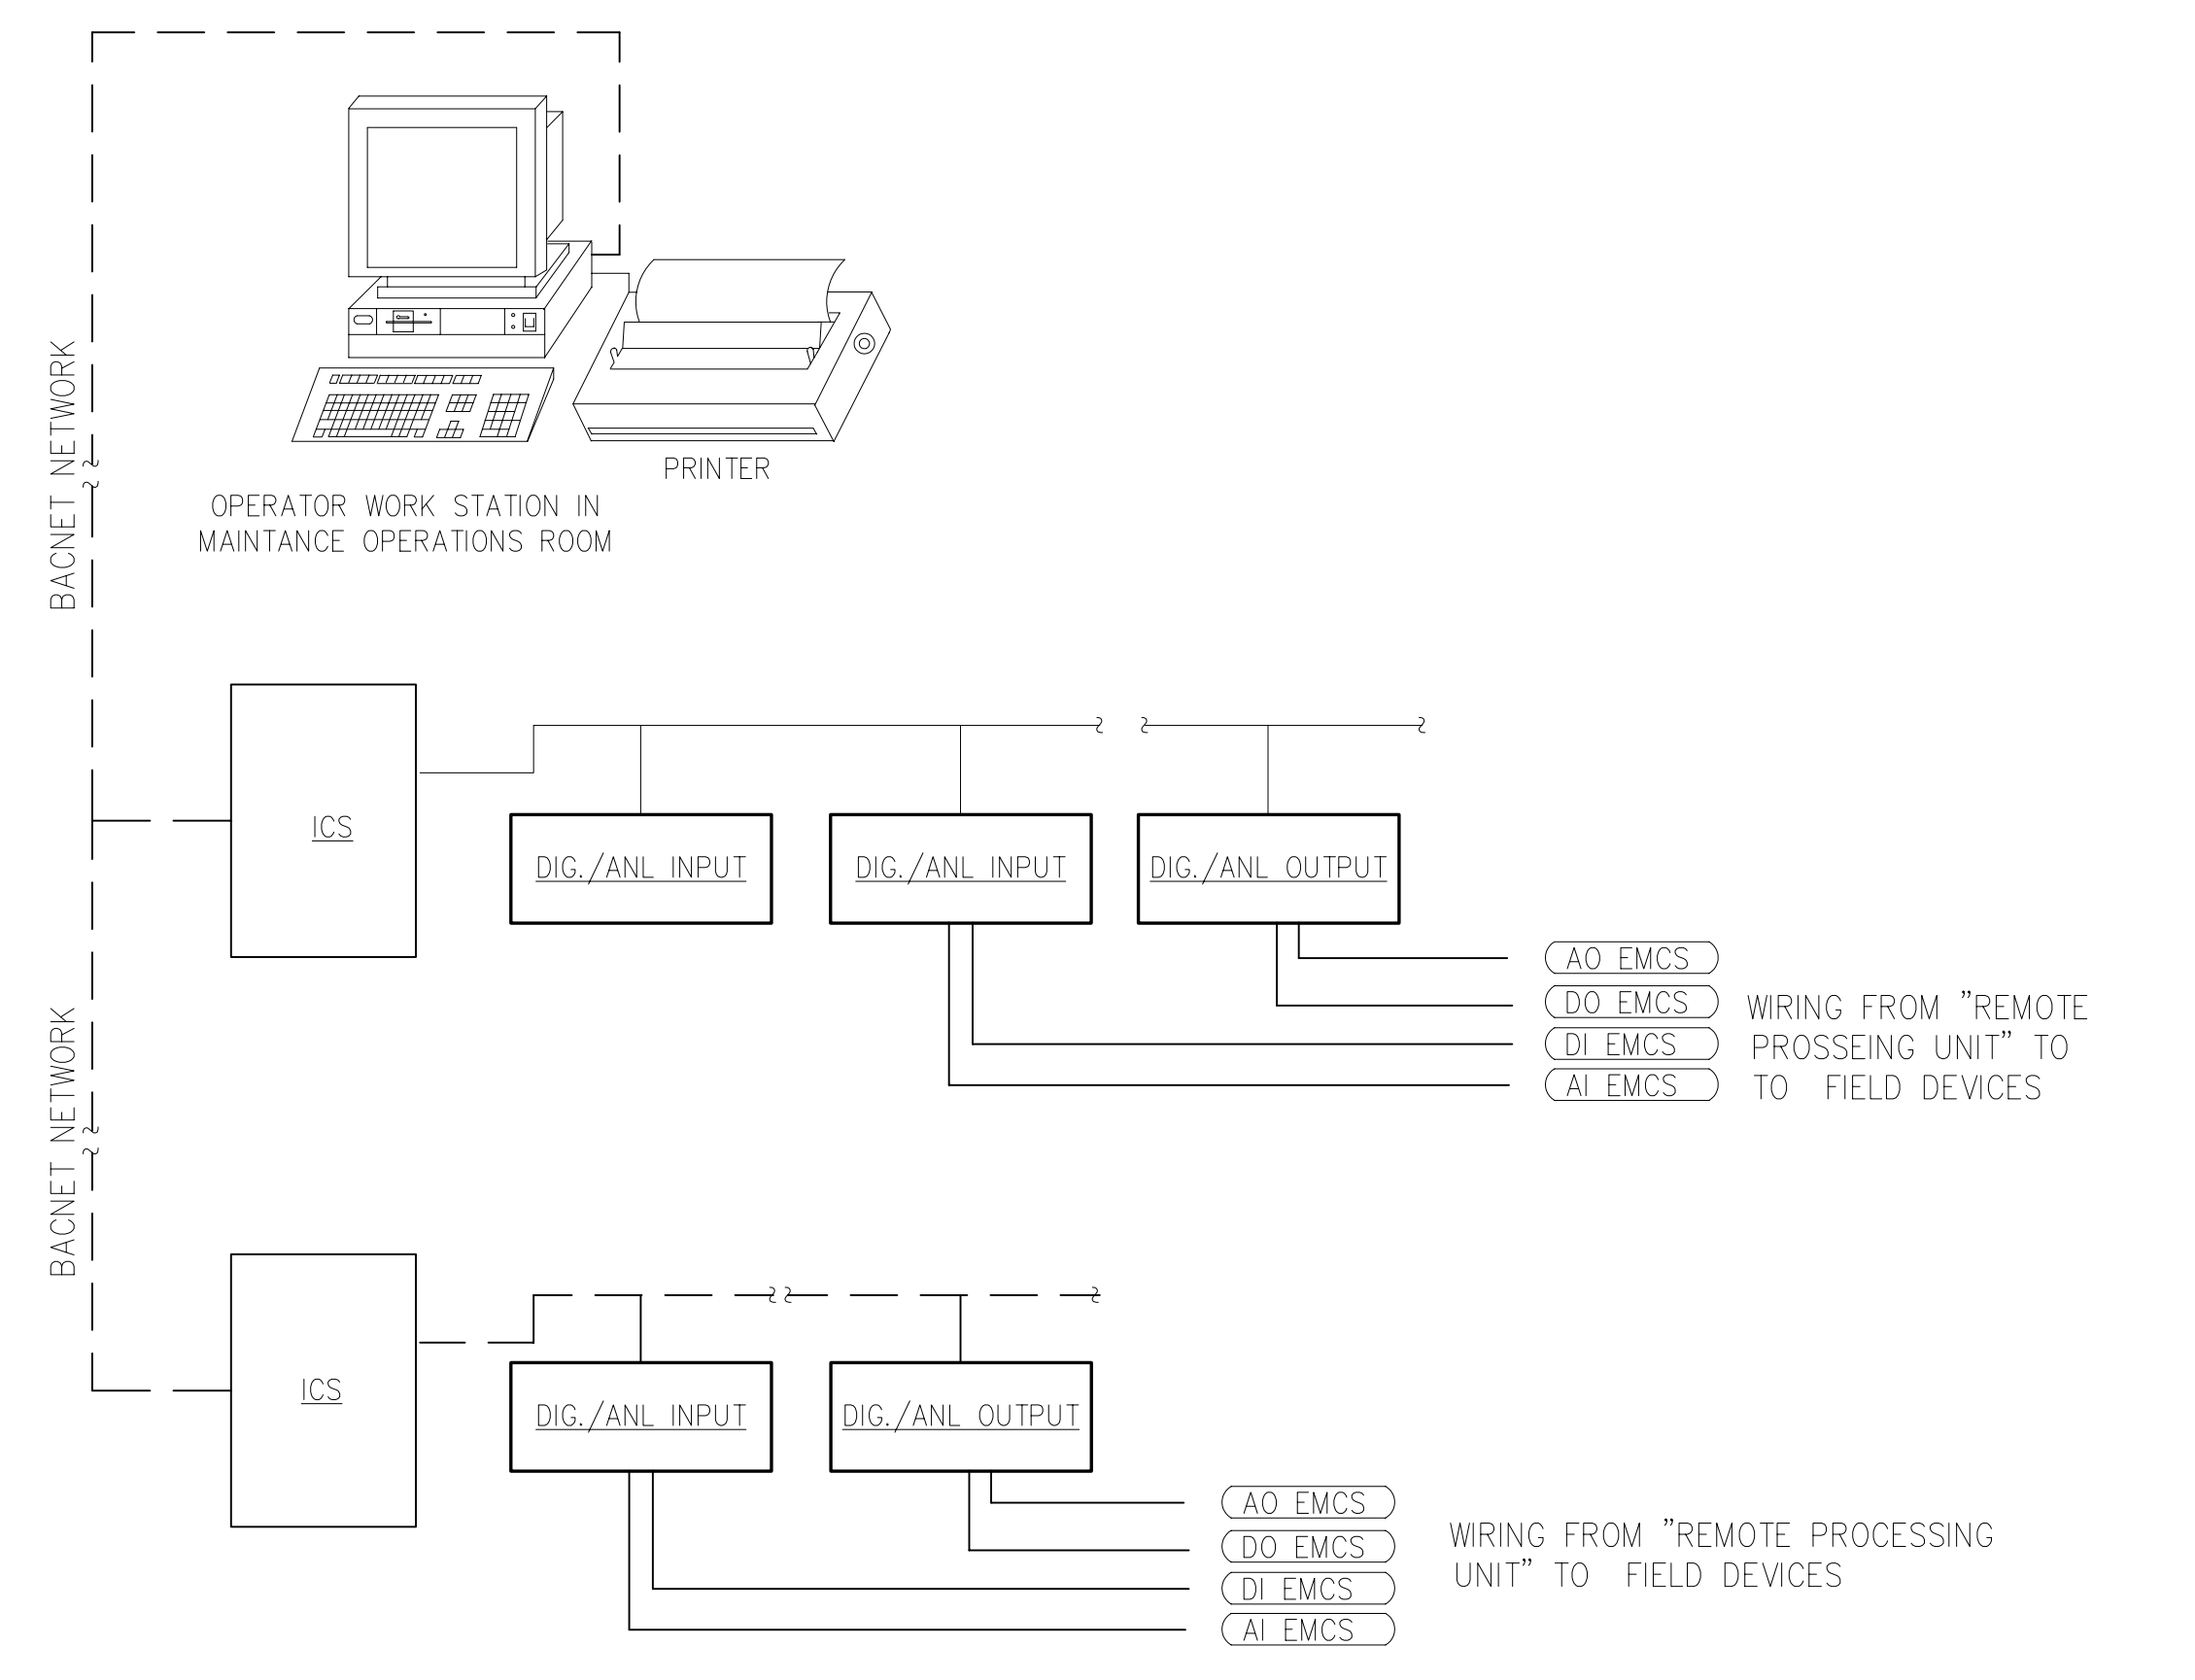 BACNET NETWORK
PRINTER
OPERATOR WORK STATION IN
MAINTANCE OPERATIONS ROOM
ICS
DIG./ANL INPUT
DIG./ANL INPUT
DIG./ANL OUTPUT
AO EMCS
DO EMCS
DI EMCS
AI EMCS
WIRING FROM "REMOTE
PROSSEING UNIT" TO
TO FIELD DEVICES
BACNET NETWORK
ICS
DIG./ANL INPUT
DIG./ANL OUTPUT
AO EMCS
DO EMCS
DI EMCS
AI EMCS
WIRING FROM "REMOTE PROCESSING
UNIT" TO FIELD DEVICES